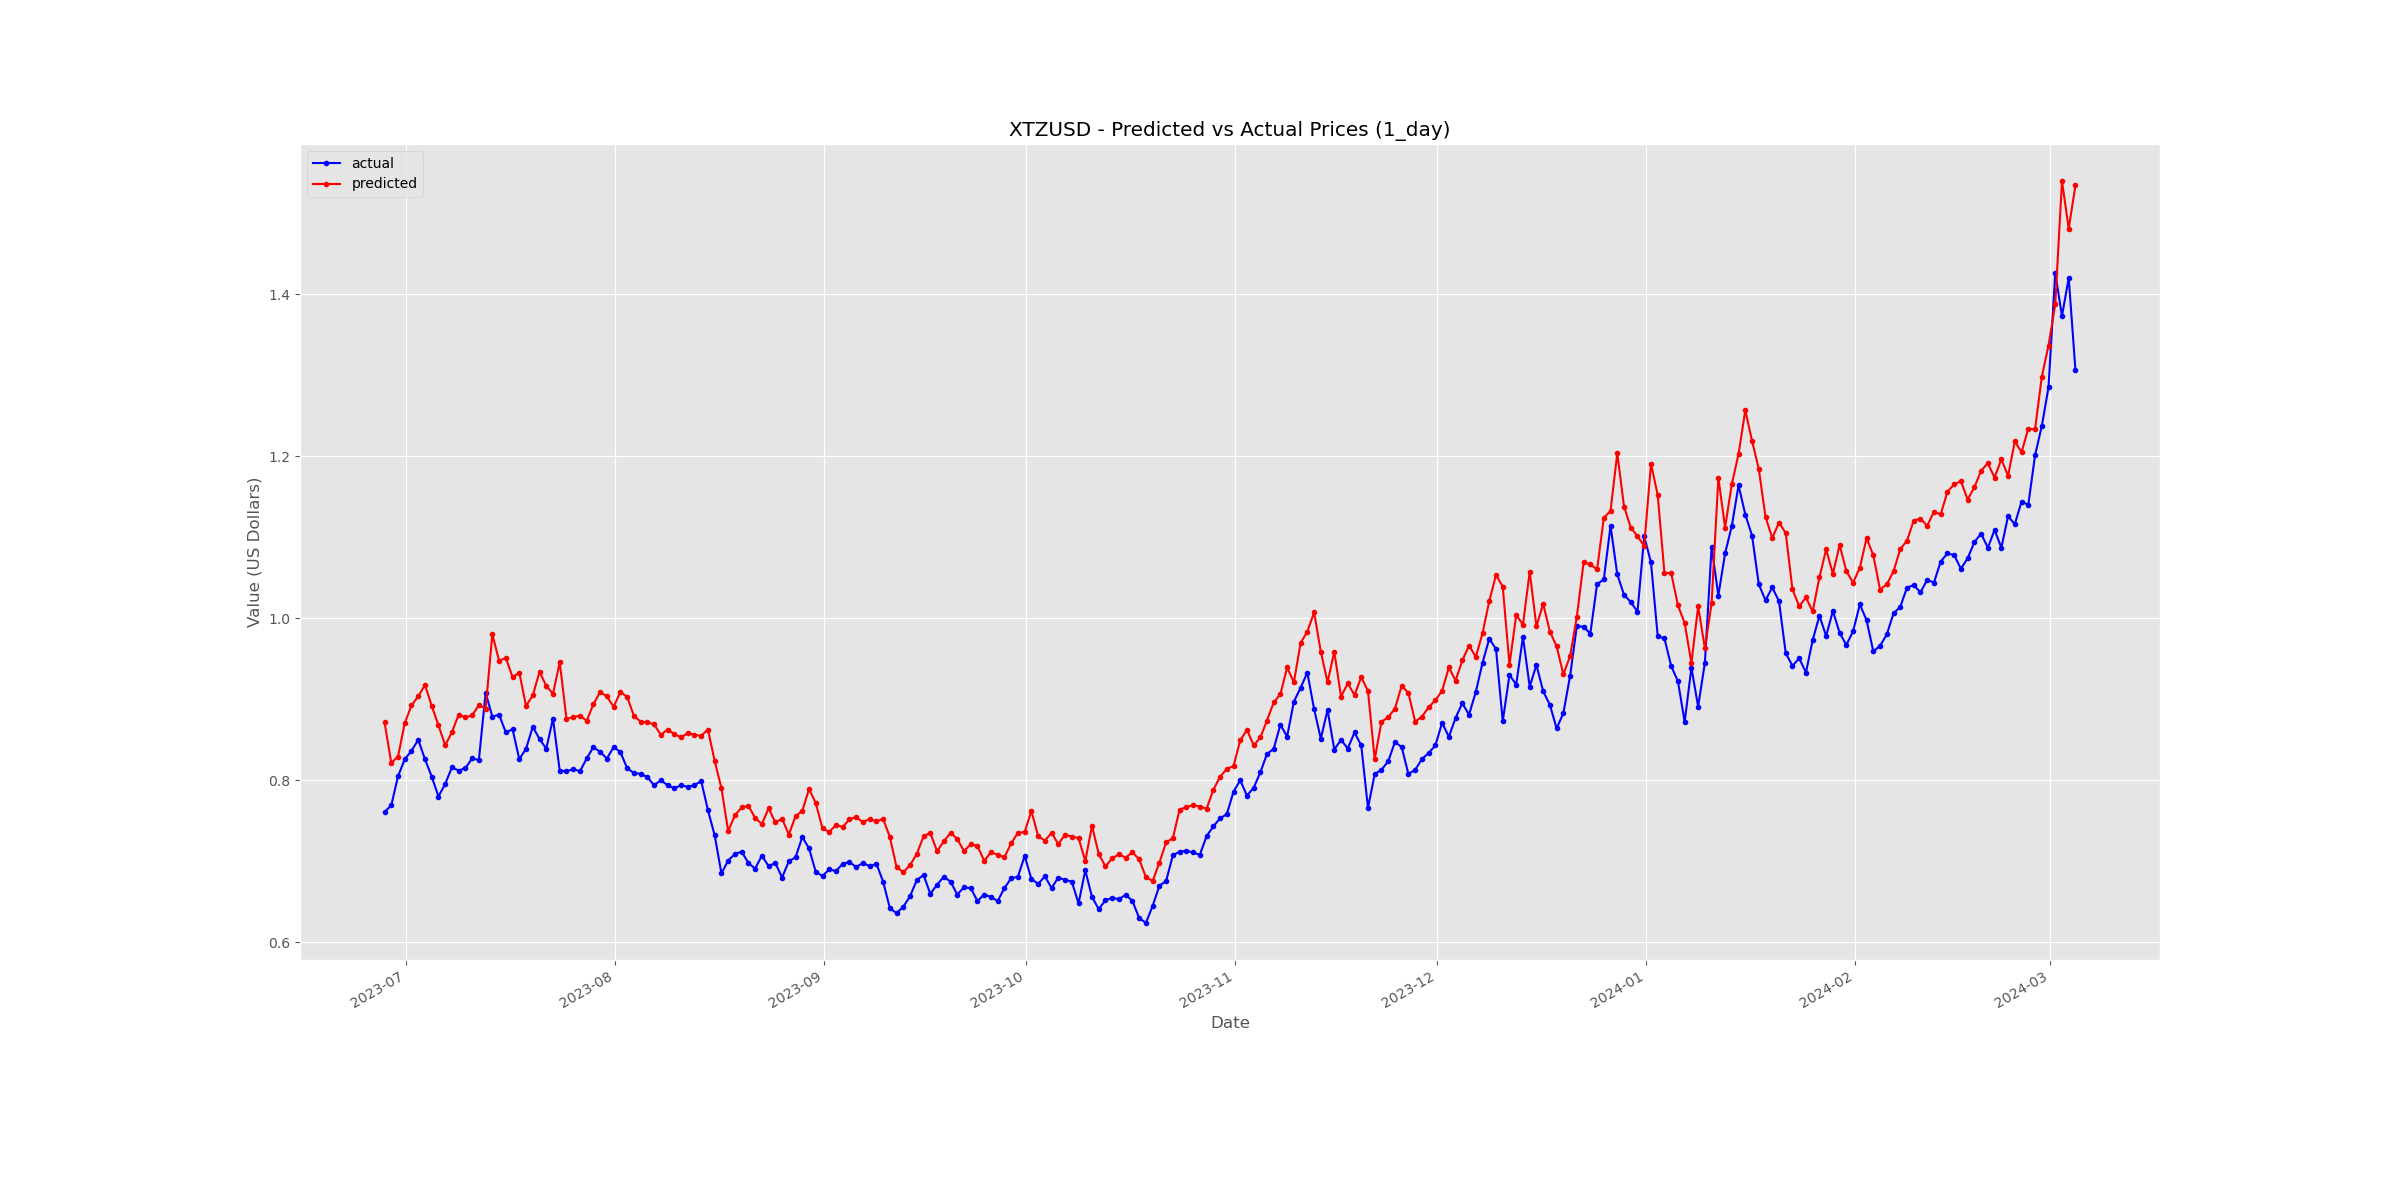 XTZUSD - Predicted vs Actual Prices (1_day)
actual
predicted
Value (US Dollars)
1.4
1.2
1.0
0.8
0.6
2023-07
2023-08
2023-09
2023-10
2023-11
2023-12
2024-01
2024-02
2024-03
Date